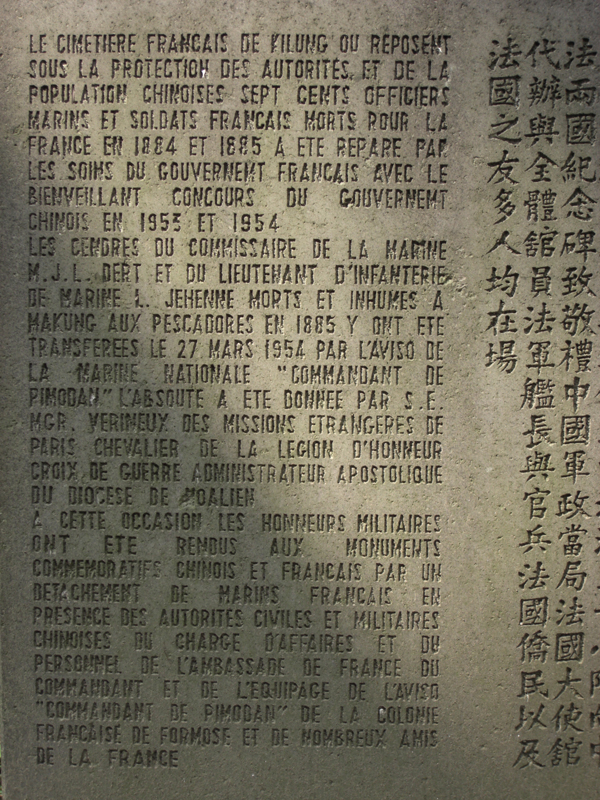 LE CIMETIERE FRANCAIS DE KILUNG OU REPOSENT
SOUS LA PROTECTION DES AUTORITÉS ET DE LA
POPULATION CHINOISES SEPT CENTS OFFICIERS
MARINS ET SOLDATS FRANCAIS MORTS POUR LA
FRANCE EN 1884 ET 1885 A ETE REPARE PAR
LES SOINS DU GOUVERNEMT FRANCAIS AVEC LE
BIENVEILLANT CONCOURS DU GOUVERNEMT
CHINOIS EN 1953 ET 1954
LES CENDRES DU COMMISSAIRE DE LA MARINE
M.J.L. DERT ET DU LIEUTENANT D'INFANTERIE
DE MARINE L. JEHENNE MORTS ET INHUMES A
MAKUNG AUX PESCADORES EN 1885 Y ONT ETE
TRANSFEREES LE 27 MARS 1954 PAR L'AVISO DE
LA MARINE NATIONALE "COMMANDANT DE
PIMODAN" L'ABSOUTE A ETE DONNEE PAR S.E.
MGR. VERINEUX DES MISSIONS ETRANGERES DE
PARIS CHEVALIER DE LA LEGION D'HONNEUR
CROIX DE GUERRE ADMINISTRATEUR APOSTOLIQUE
DU DIOCESE DE HOALIEN
A CETTE OCCASION LES HONNEURS MILITAIRES
ONT ETE RENDUS AUX MONUMENTS
COMMEMORATIFS CHINOIS ET FRANCAIS PAR UN
DETACHEMENT DE MARINS FRANCAIS EN
PRESENCE DES AUTORITES CIVILES ET MILITAIRES
CHINOISES DU CHARGE D'AFFAIRES ET DU
PERSONNEL DE L'AMBASSADE DE FRANCE DU
COMMANDANT ET DE L'EQUIPAGE DE L'AVISO
"COMMANDANT DE PIMODAN" DE LA COLONIE
FRANÇAISE DE FORMOSE ET DE NOMBREUX AMIS
DE LA FRANCE
法兩國紀念碑致敬禮中國軍政當局法國大使館
代辦與全體館員法軍艦長與官兵法國僑民以及
法國之友多人均在場